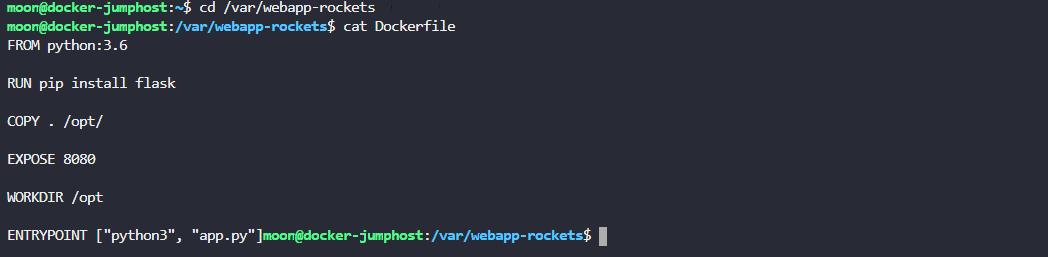 moon@docker-jumphost:~$ cd /var/webapp-rockets
moon@docker-jumphost:/var/webapp-rockets$ cat Dockerfile
FROM python:3.6
RUN pip install flask
COPY . /opt/
EXPOSE 8080
WORKDIR /opt
ENTRYPOINT ["python3", "app.py"]moon@docker-jumphost:/var/webapp-rockets$